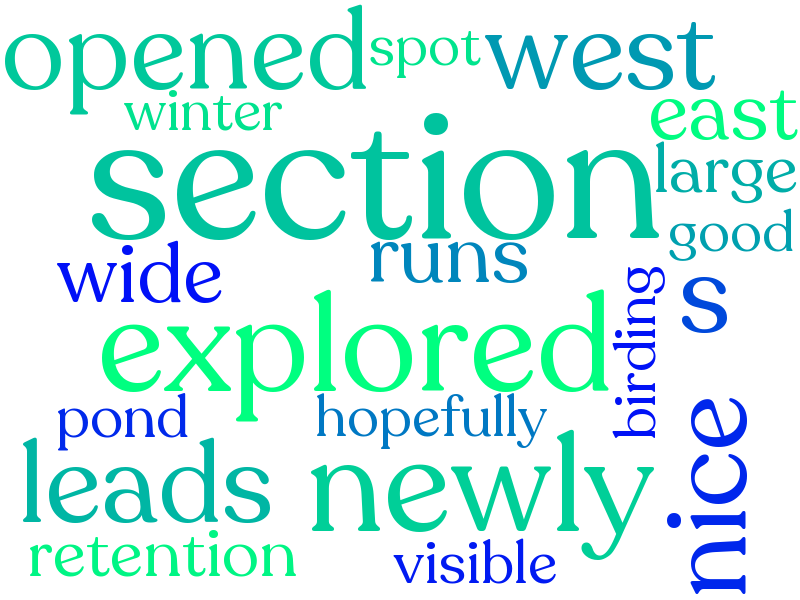 opened spot west
winter east
section large
good
wide runs
s
explored birding
pond hopefully nice
leads newly
retention visible